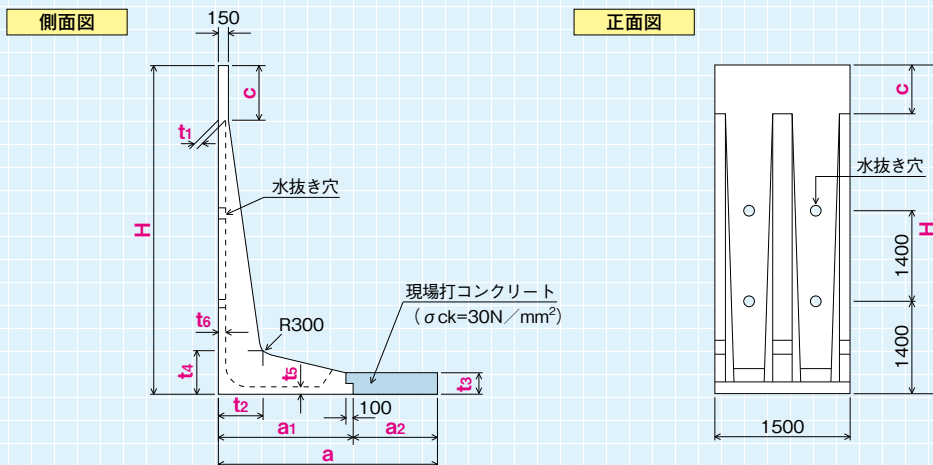 側面図
150
c
t1
水抜き穴
H
現場打コンクリート
(σck=30N/mm²)
t6
R300
t4
t5
t3
t2
100
a1
a2
a
正面図
c
水抜き穴
H
1400
1400
1500